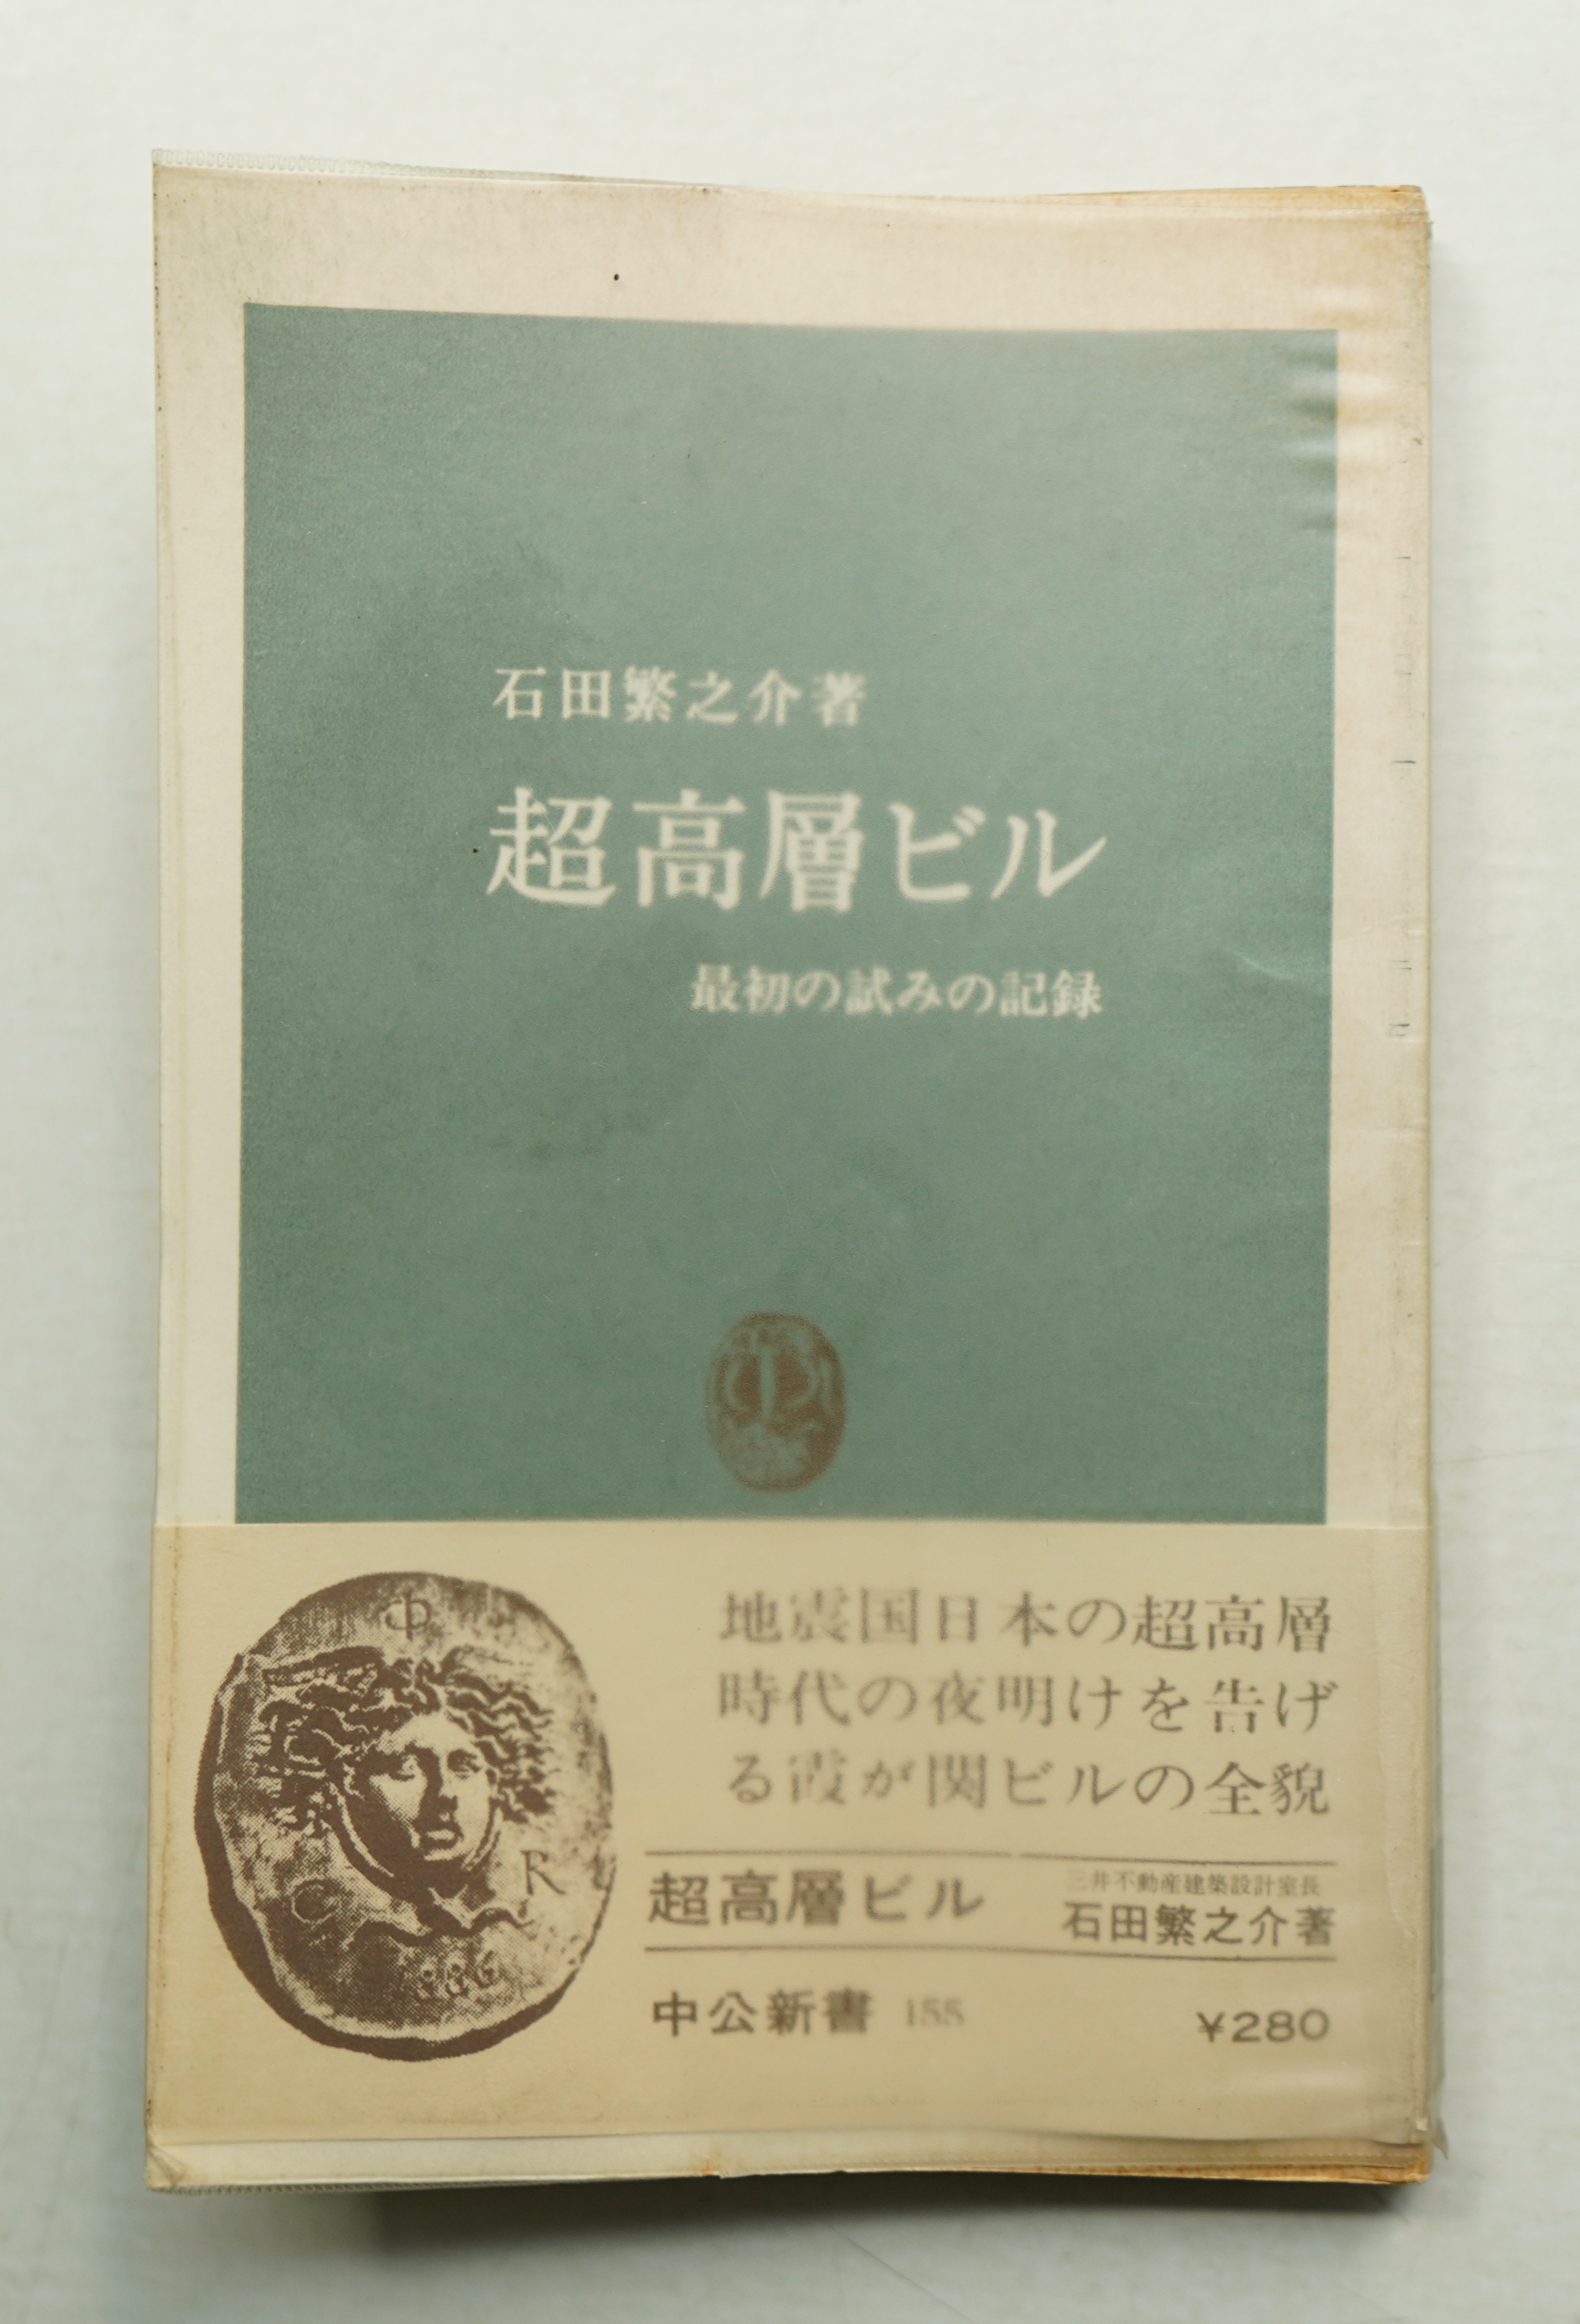 石田繁之介著
超高層ビル
最初の試みの記録
地震国日本の超高層
時代の夜明けを告げ
る霞が関ビルの全貌
超高層ビル
三井不動産建築設計室長
石田繁之介著
中公新書 155
¥280